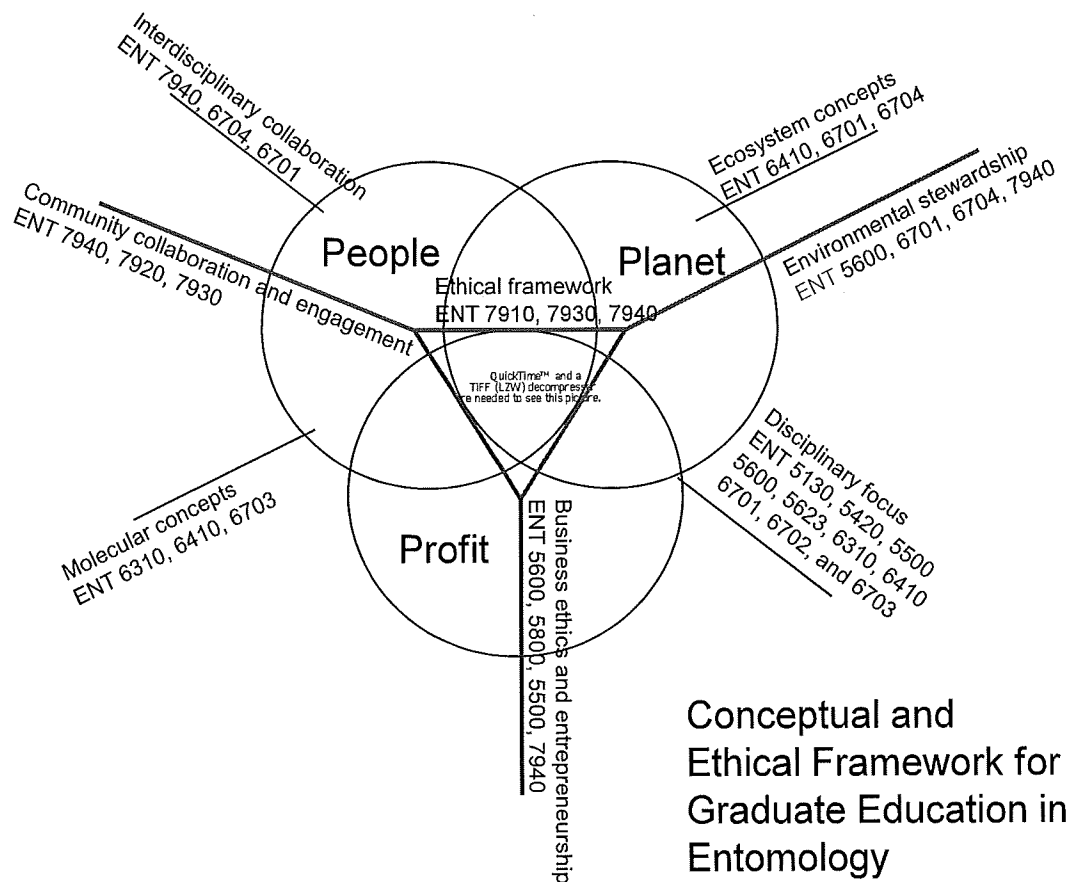 Interdisciplinary collaboration
ENT 7940, 6704, 6701
Ecosystem concepts
ENT 6410, 6701, 6704
Community collaboration and engagement
ENT 7940, 7920, 7930
Environmental stewardship
ENT 5600, 6701, 6704, 7940
People
Planet
Ethical framework
ENT 7910, 7930, 7940
QuickTime™ and a
TIFF (LZW) decompressor
are needed to see this picture.
Molecular concepts
ENT 6310, 6410, 6703
Disciplinary focus
ENT 5130, 5420, 5500
5600, 5623, 6310, 6410
6701, 6702, and 6703
Profit
Business ethics and entrepreneurship
ENT 5600, 5800, 5500, 7940
Conceptual and
Ethical Framework for
Graduate Education in
Entomology